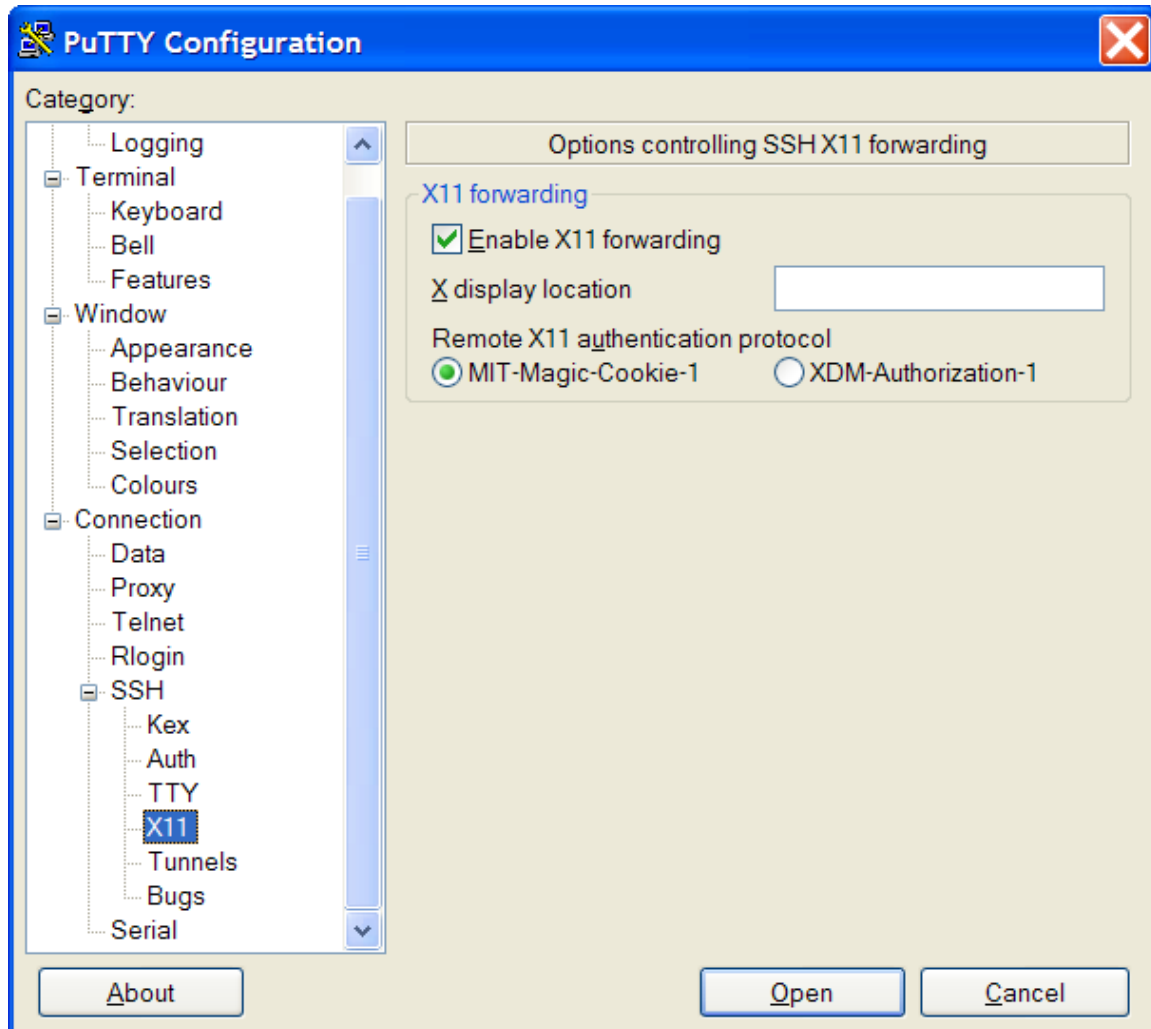 PuTTY Configuration
Category:
Logging
Terminal
Keyboard
Bell
Features
Window
Appearance
Behaviour
Translation
Selection
Colours
Connection
Data
Proxy
Telnet
Rlogin
SSH
Kex
Auth
TTY
X11
Tunnels
Bugs
Serial
Options controlling SSH X11 forwarding
X11 forwarding
Enable X11 forwarding
X display location
Remote X11 authentication protocol
MIT-Magic-Cookie-1 XDM-Authorization-1
About Open Cancel